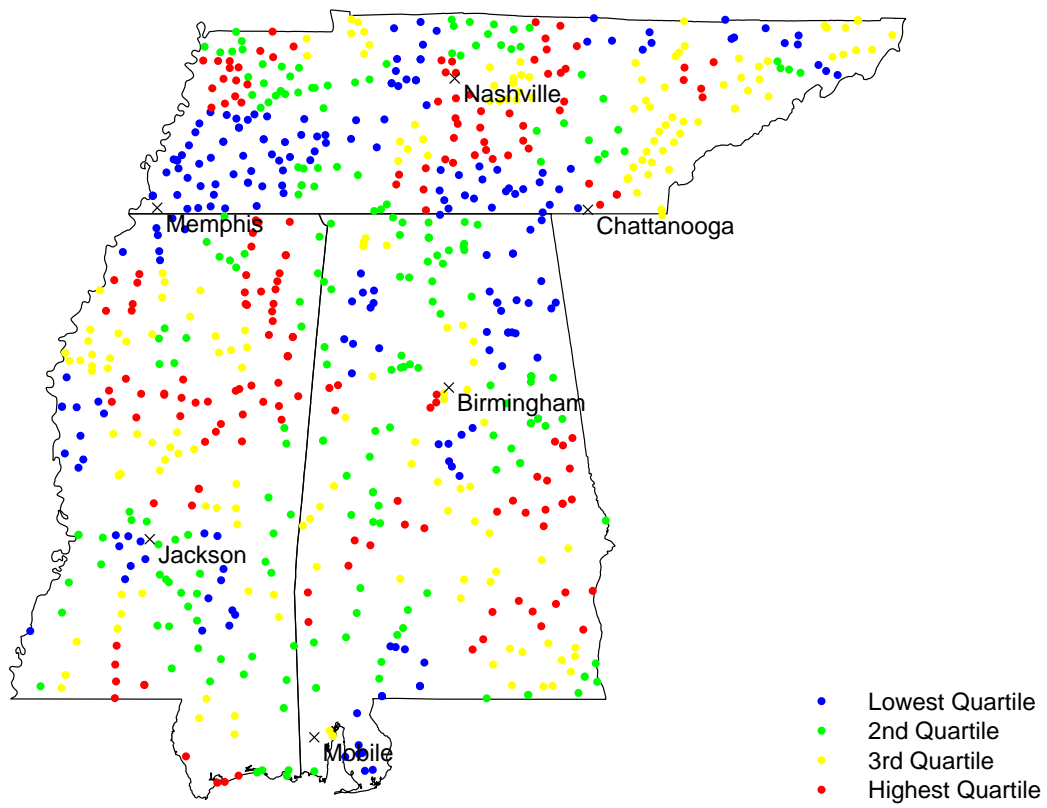 Nashville
Memphis
Chattanooga
Birmingham
Jackson
Mobile
Lowest Quartile
2nd Quartile
3rd Quartile
Highest Quartile